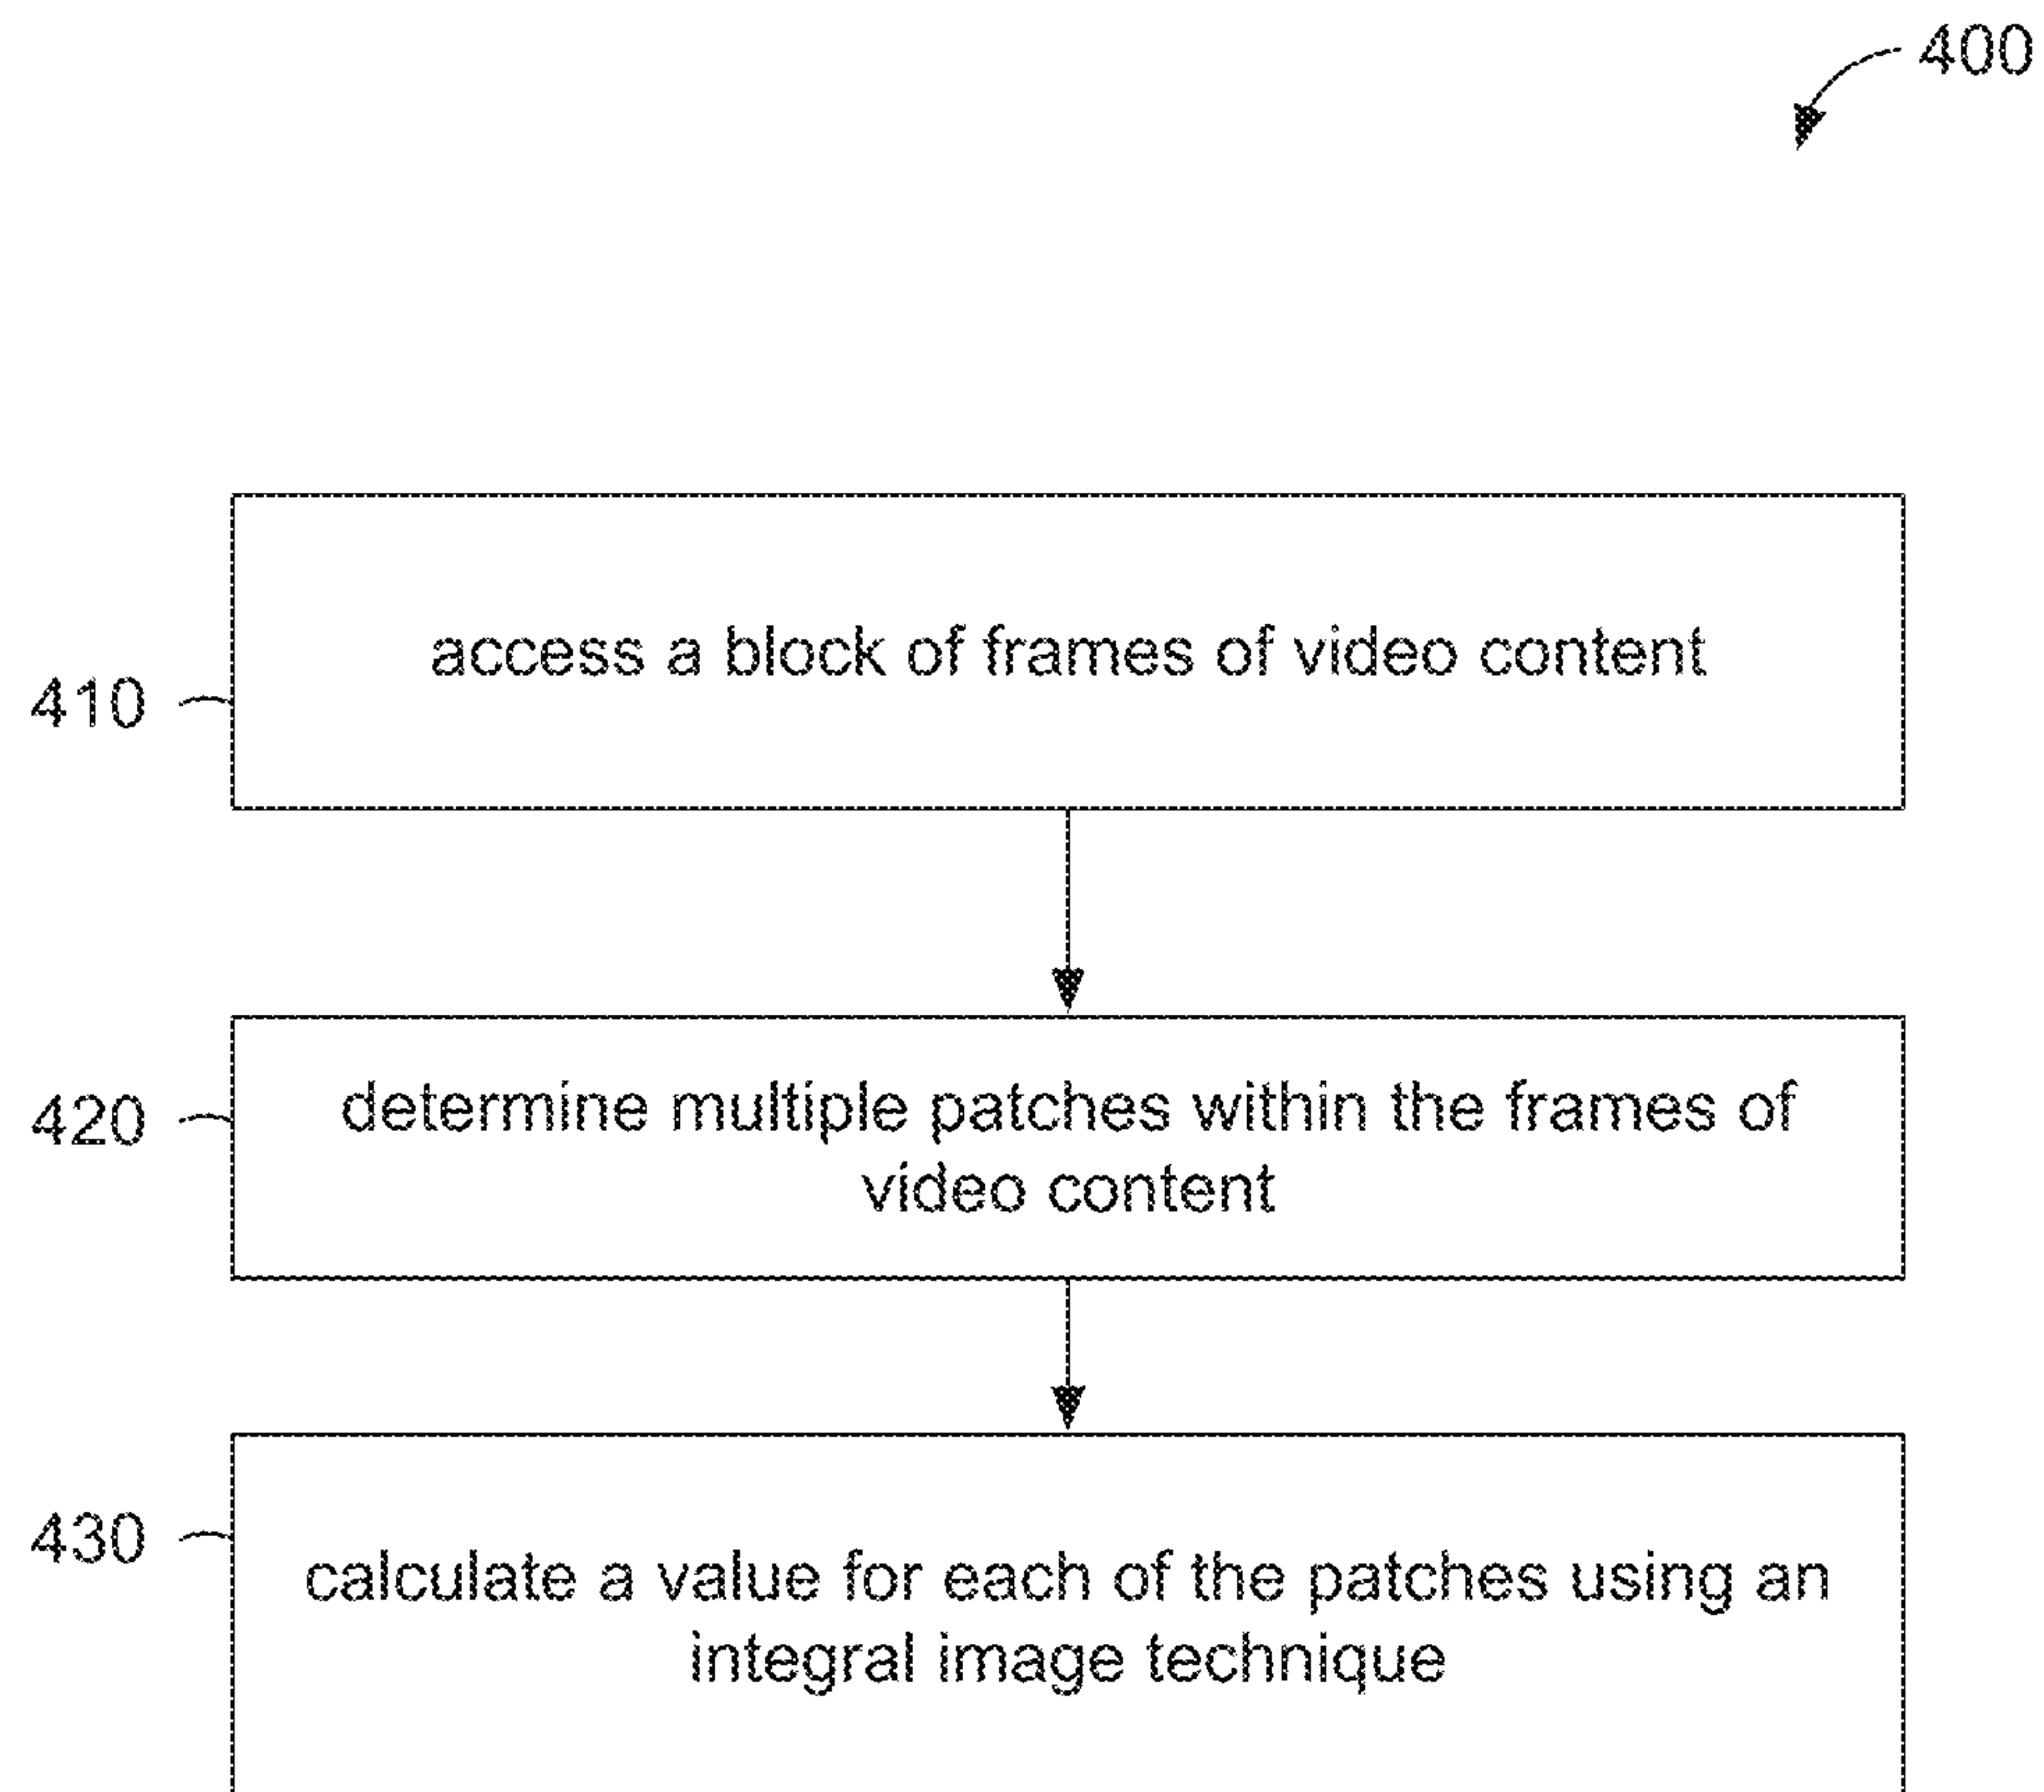 400
410
access a block of frames of video content
420
determine multiple patches within the frames of
video content
430
calculate a value for each of the patches using an
integral image technique